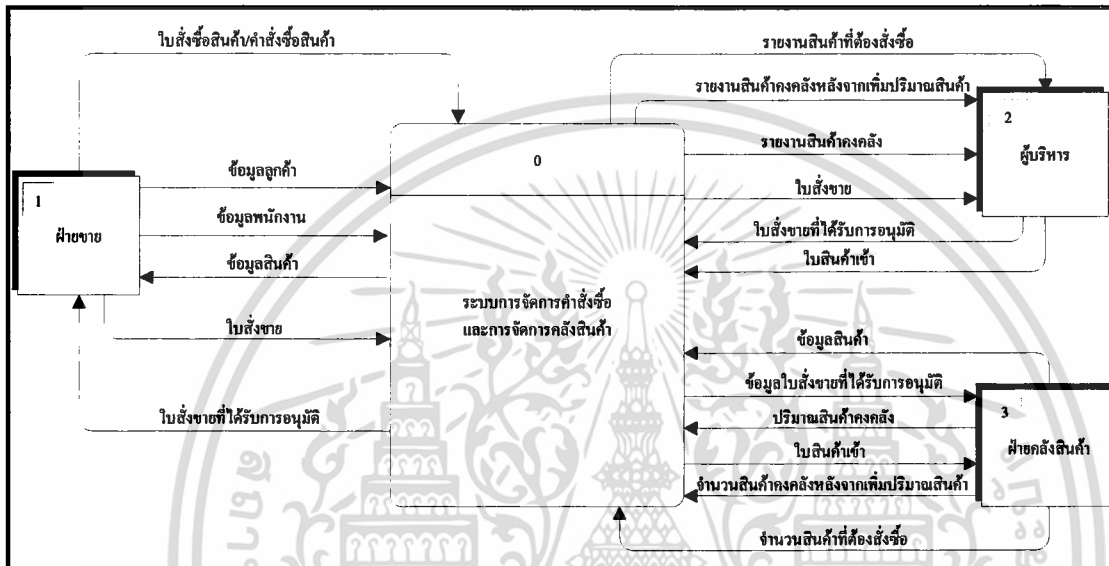 ใบสั่งซื้อสินค้า/คำสั่งซื้อสินค้า
รายงานสินค้าที่ต้องสั่งซื้อ
รายงานสินค้าคงคลังหลังจากเพิ่มปริมาณสินค้า
2
ผู้บริหาร
0
รายงานสินค้าคงคลัง
ใบสั่งขาย
ใบสั่งขายที่ได้รับการอนุมัติ
ใบสินค้าเข้า
1
ฝ่ายขาย
ข้อมูลลูกค้า
ข้อมูลพนักงาน
ข้อมูลสินค้า
ใบสั่งขาย
ใบสั่งขายที่ได้รับการอนุมัติ
ระบบการจัดการคำสั่งซื้อ
และการจัดการคลังสินค้า
ข้อมูลสินค้า
ข้อมูลใบสั่งขายที่ได้รับการอนุมัติ
ปริมาณสินค้าคงคลัง
ใบสินค้าเข้า
จำนวนสินค้าคงคลังหลังจากเพิ่มปริมาณสินค้า
จำนวนสินค้าที่ต้องสั่งซื้อ
3
ฝ่ายคลังสินค้า